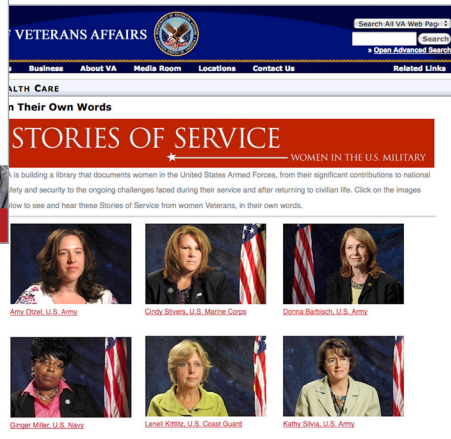 VETERANS AFFAIRS
Search All VA Web Page
Search
» Open Advanced Search
s Business About VA Media Room Locations Contact Us Related Links
ALTH CARE
n Their Own Words
STORIES OF SERVICE
WOMEN IN THE U.S. MILITARY
A is building a library that documents women in the United States Armed Forces, from their significant contributions to national
afety and security to the ongoing challenges faced during their service and after returning to civilian life. Click on the images
low to see and hear these Stories of Service from women Veterans, in their own words.
Amy Otzel, U.S. Army
Cindy Stivers, U.S. Marine Corps
Donna Barbisch, U.S. Army
Ginger Miller, U.S. Navy
Lenell Kittlitz, U.S. Coast Guard
Kathy Silvia, U.S. Army